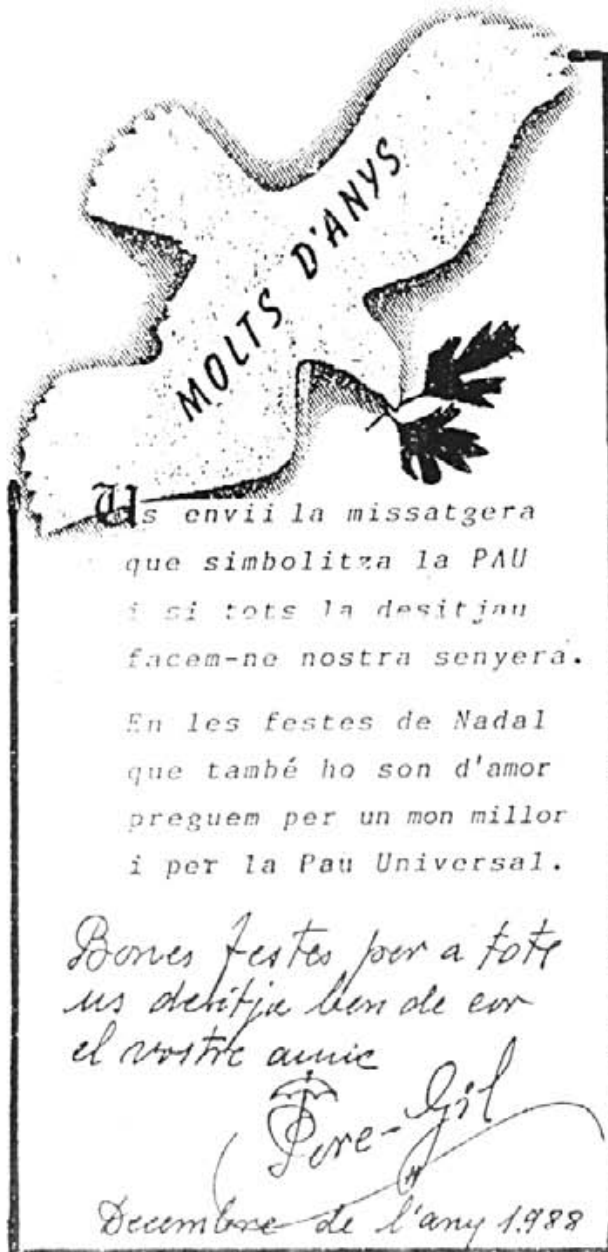 MOLTS D'ANYS
Us envii la missatgera
que simbolitza la PAU
i si tots la desitjau
facem-ne nostra senyera.
En les festes de Nadal
que també ho son d'amor
preguem per un mon millor
i per la Pau Universal.
Bones festes per a tots
us desitja ben de cor
el vostre amic
Pere-Gil
Decembre de l'any 1988